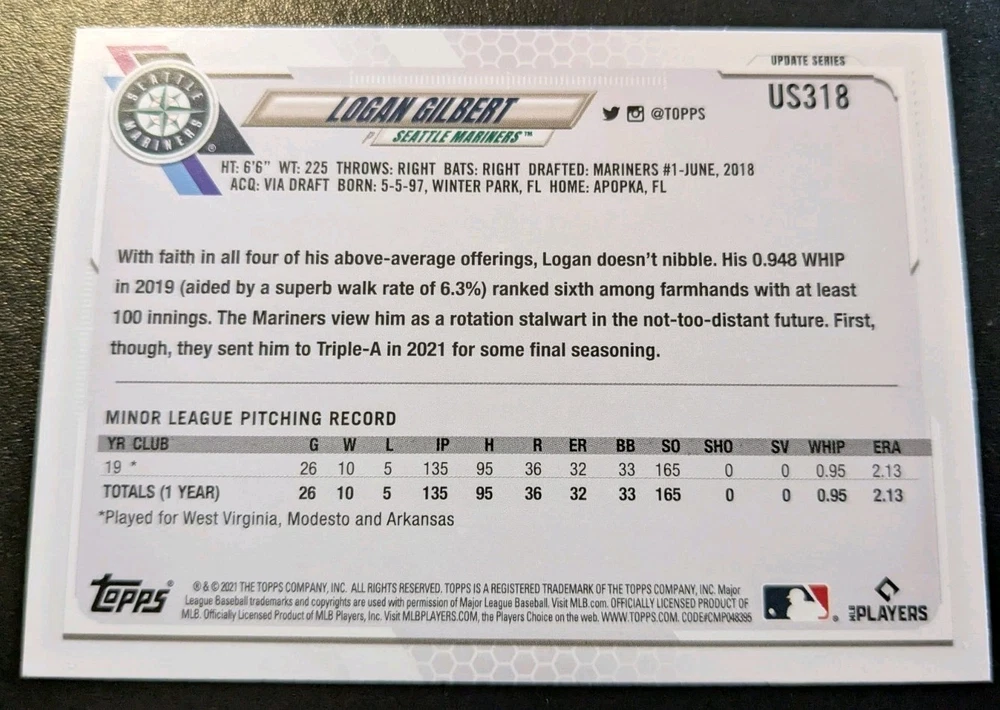 UPDATE SERIES
US318
SEATTLE MARINERS ®
LOGAN GILBERT
@TOPPS
P SEATTLE MARINERS™
HT: 6'6" WT: 225 THROWS: RIGHT BATS: RIGHT DRAFTED: MARINERS #1-JUNE, 2018
ACQ: VIA DRAFT BORN: 5-5-97, WINTER PARK, FL HOME: APOPKA, FL
With faith in all four of his above-average offerings, Logan doesn't nibble. His 0.948 WHIP
in 2019 (aided by a superb walk rate of 6.3%) ranked sixth among farmhands with at least
100 innings. The Mariners view him as a rotation stalwart in the not-too-distant future. First,
though, they sent him to Triple-A in 2021 for some final seasoning.
MINOR LEAGUE PITCHING RECORD
YR CLUB G W L IP H R ER BB SO SHO SV WHIP ERA
19 * 26 10 5 135 95 36 32 33 165 0 0 0.95 2.13
TOTALS (1 YEAR) 26 10 5 135 95 36 32 33 165 0 0 0.95 2.13
*Played for West Virginia, Modesto and Arkansas
Topps®
® & © 2021 THE TOPPS COMPANY, INC. ALL RIGHTS RESERVED. TOPPS IS A REGISTERED TRADEMARK OF THE TOPPS COMPANY, INC. Major
League Baseball trademarks and copyrights are used with permission of Major League Baseball. Visit MLB.com. OFFICIALLY LICENSED PRODUCT OF
MLB. Officially Licensed Product of MLB Players, Inc. Visit MLBPLAYERS.COM, the Players Choice on the web. WWW.TOPPS.COM. CODE#CMP048395
®
MLB PLAYERS